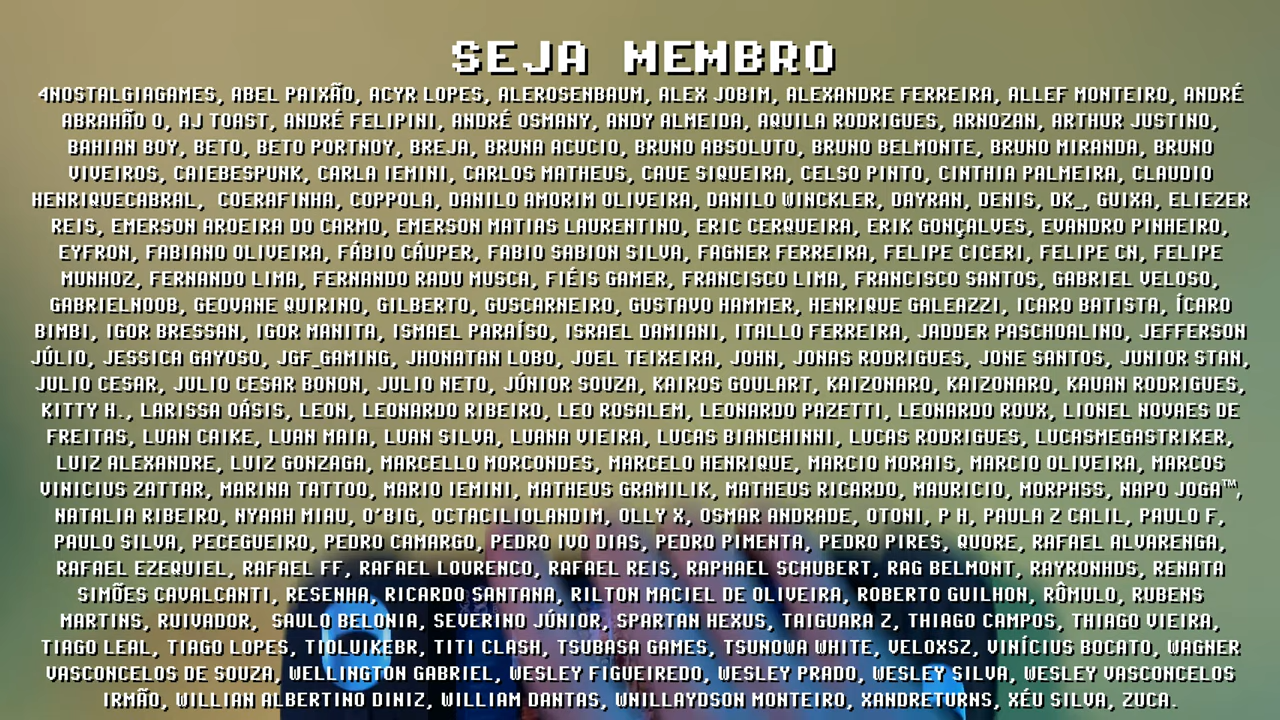 SEJA MEMBRO
4NOSTALGIAGAMES, ABEL PAIXÃO, ACYR LOPES, ALEROSENBAUM, ALEX JOBIM, ALEXANDRE FERREIRA, ALLEF MONTEIRO, ANDRÉ
ABRAHÃO O, AJ TOAST, ANDRÉ FELIPINI, ANDRÉ OSMANY, ANDY ALMEIDA, AQUILA RODRIGUES, ARNOZAN, ARTHUR JUSTINO,
BAHIAN BOY, BETO, BETO PORTNOY, BREJA, BRUNA ACUCIO, BRUNO ABSOLUTO, BRUNO BELMONTE, BRUNO MIRANDA, BRUNO
VIVEIROS, CAIEBESPUNK, CARLA IEMINI, CARLOS MATHEUS, CAVE SIQUEIRA, CELSO PINTO, CINTHIA PALMEIRA, CLAUDIO
HENRIQUECABRAL, COERAFINHA, COPPOLA, DANILO AMORIM OLIVEIRA, DANILO WINCKLER, DAYRAN, DENIS, DK_, GUIXA, ELIEZER
REIS, EMERSON AROEIRA DO CARMO, EMERSON MATIAS LAURENTINO, ERIC CERQUEIRA, ERIK GONÇALVES, EVANDRO PINHEIRO,
EYFRON, FABIANO OLIVEIRA, FÁBIO CÁUPER, FABIO SABION SILVA, FAGNER FERREIRA, FELIPE CICERI, FELIPE CN, FELIPE
MUNHOZ, FERNANDO LIMA, FERNANDO RADU MUSCA, FIÉIS GAMER, FRANCISCO LIMA, FRANCISCO SANTOS, GABRIEL VELOSO,
GABRIELNOOB, GEOVANE QUIRINO, GILBERTO, GUSCARNEIRO, GUSTAVO HAMMER, HENRIQUE GALEAZZI, ICARO BATISTA, ÍCARO
BIMBI, IGOR BRESSAN, IGOR MANITA, ISMAEL PARAÍSO, ISRAEL DAMIANI, ITALLO FERREIRA, JADDER PASCHOALINO, JEFFERSON
JÚLIO, JESSICA GAYOSO, JGF_GAMING, JHONATAN LOBO, JOEL TEIXEIRA, JOHN, JONAS RODRIGUES, JONE SANTOS, JUNIOR STAN,
JULIO CESAR, JULIO CESAR BONON, JULIO NETO, JÚNIOR SOUZA, KAIROS GOULART, KAIZONARO, KAIZONARO, KAUAN RODRIGUES,
KITTY H., LARISSA OÁSIS, LEON, LEONARDO RIBEIRO, LEO ROSALEM, LEONARDO PAZETTI, LEONARDO ROUX, LIONEL NOVAES DE
FREITAS, LUAN CAIKE, LUAN MAIA, LUAN SILVA, LUANA VIEIRA, LUCAS BIANCHINNI, LUCAS RODRIGUES, LUCASMEGASTRIKER,
LUIZ ALEXANDRE, LUIZ GONZAGA, MARCELLO MORCONDES, MARCELO HENRIQUE, MARCIO MORAIS, MARCIO OLIVEIRA, MARCOS
VINICIUS ZATTAR, MARINA TATTOO, MARIO IEMINI, MATHEUS GRAMILIK, MATHEUS RICARDO, MAURICIO, MORPHSS, NAPO JOGA™,
NATALIA RIBEIRO, NYAAH MIAU, O'BIG, OCTACILIOLANDIM, OLLY X, OSMAR ANDRADE, OTONI, P H, PAULA Z CALIL, PAULO F,
PAULO SILVA, PECEGUEIRO, PEDRO CAMARGO, PEDRO IVO DIAS, PEDRO PIMENTA, PEDRO PIRES, QUORE, RAFAEL ALVARENGA,
RAFAEL EZEQUIEL, RAFAEL FF, RAFAEL LOURENCO, RAFAEL REIS, RAPHAEL SCHUBERT, RAG BELMONT, RAYRONHDS, RENATA
SIMÕES CAVALCANTI, RESENHA, RICARDO SANTANA, RILTON MACIEL DE OLIVEIRA, ROBERTO GUILHON, RÔMULO, RUBENS
MARTINS, RUIVADOR, SAULO BELONIA, SEVERINO JÚNIOR, SPARTAN HEXUS, TAIGUARA Z, THIAGO CAMPOS, THIAGO VIEIRA,
TIAGO LEAL, TIAGO LOPES, TIOLUIKEBR, TITI CLASH, TSUBASA GAMES, TSUNOWA WHITE, VELOXSZ, VINÍCIUS BOCATO, WAGNER
VASCONCELOS DE SOUZA, WELLINGTON GABRIEL, WESLEY FIGUEIREDO, WESLEY PRADO, WESLEY SILVA, WESLEY VASCONCELOS
IRMÃO, WILLIAN ALBERTINO DINIZ, WILLIAM DANTAS, WNILLAYDSON MONTEIRO, XANDRETURNS, XÉU SILVA, ZUCA.